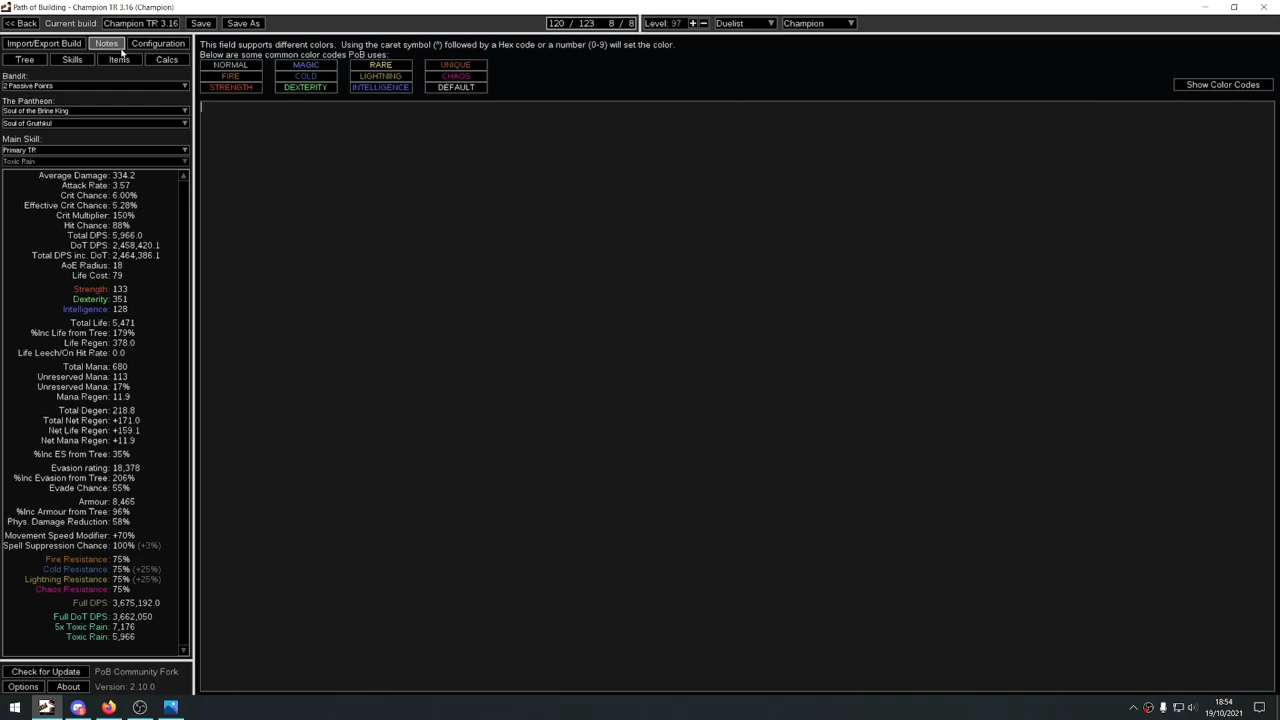 Path of Building - Champion TR 3.16 (Champion)
<< Back Current build: Champion TR 3.16 Save Save As 120 / 123 8 / 8 Level: 97 + − Duelist Champion
Import/Export Build Notes Configuration
Tree Skills Items Calcs
Bandit:
2 Passive Points
The Pantheon:
Soul of the Brine King
Soul of Gruthkul
Main Skill:
Primary TR
Toxic Rain
Average Damage: 334.2
Attack Rate: 3.57
Crit Chance: 6.00%
Effective Crit Chance: 5.28%
Crit Multiplier: 150%
Hit Chance: 88%
Total DPS: 5,966.0
DoT DPS: 2,458,420.1
Total DPS inc. DoT: 2,464,386.1
AoE Radius: 18
Life Cost: 79
Strength: 133
Dexterity: 351
Intelligence: 128
Total Life: 5,471
%Inc Life from Tree: 179%
Life Regen: 378.0
Life Leech/On Hit Rate: 0.0
Total Mana: 680
Unreserved Mana: 113
Unreserved Mana: 17%
Mana Regen: 11.9
Total Degen: 218.8
Total Net Regen: +171.0
Net Life Regen: +159.1
Net Mana Regen: +11.9
%Inc ES from Tree: 35%
Evasion rating: 18,378
%Inc Evasion from Tree: 206%
Evade Chance: 55%
Armour: 8,465
%Inc Armour from Tree: 96%
Phys. Damage Reduction: 58%
Movement Speed Modifier: +70%
Spell Suppression Chance: 100% (+3%)
Fire Resistance: 75%
Cold Resistance: 75% (+25%)
Lightning Resistance: 75% (+25%)
Chaos Resistance: 75%
Full DPS: 3,675,192.0
Full DoT DPS: 3,662,050
5x Toxic Rain: 7,176
Toxic Rain: 5,966
Check for Update PoB Community Fork
Options About Version: 2.10.0
This field supports different colors. Using the caret symbol (^) followed by a Hex code or a number (0-9) will set the color.
Below are some common color codes PoB uses:
NORMAL MAGIC RARE UNIQUE
FIRE COLD LIGHTNING CHAOS
STRENGTH DEXTERITY INTELLIGENCE DEFAULT
Show Color Codes
18:54
19/10/2021